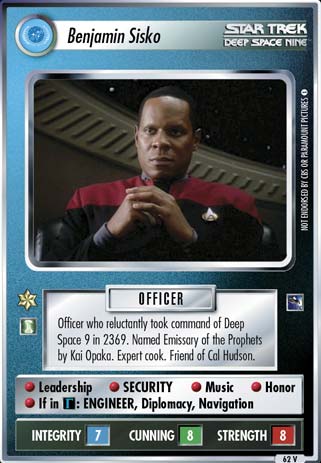 Benjamin Sisko
STAR TREK
DEEP SPACE NINE
NOT ENDORSED BY CBS OR PARAMOUNT PICTURES
OFFICER
Officer who reluctantly took command of Deep
Space 9 in 2369. Named Emissary of the Prophets
by Kai Opaka. Expert cook. Friend of Cal Hudson.
Leadership SECURITY Music Honor
If in : ENGINEER, Diplomacy, Navigation
INTEGRITY 7 CUNNING 8 STRENGTH 8
62 V